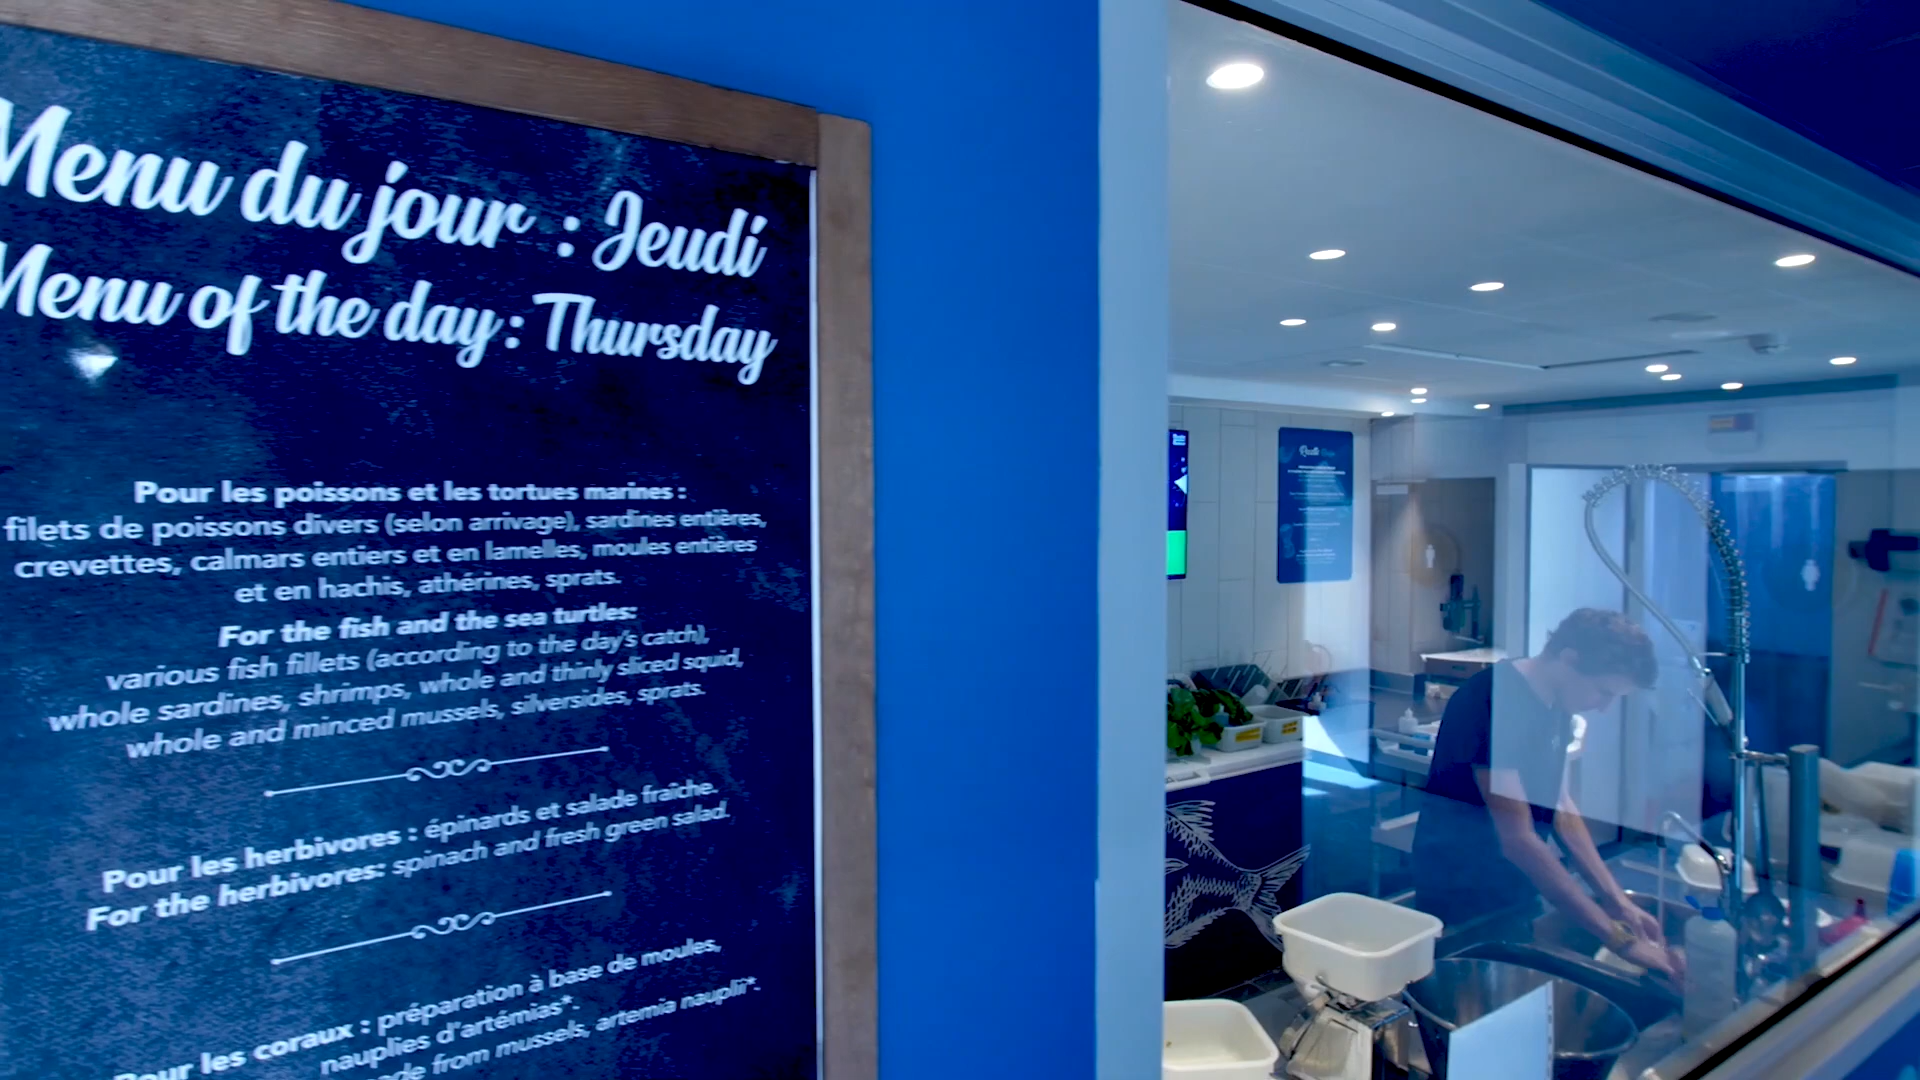 Menu du jour : Jeudi
Menu of the day : Thursday
Pour les poissons et les tortues marines :
filets de poissons divers (selon arrivage), sardines entières,
crevettes, calmars entiers et en lamelles, moules entières
et en hachis, athérines, sprats.
For the fish and the sea turtles:
various fish fillets (according to the day's catch),
whole sardines, shrimps, whole and thinly sliced squid,
whole and minced mussels, silversides, sprats.
Pour les herbivores : épinards et salade fraîche.
For the herbivores: spinach and fresh green salad.
Pour les coraux : préparation à base de moules,
nauplies d'artémias*.
from mussels, artemia nauplii*.